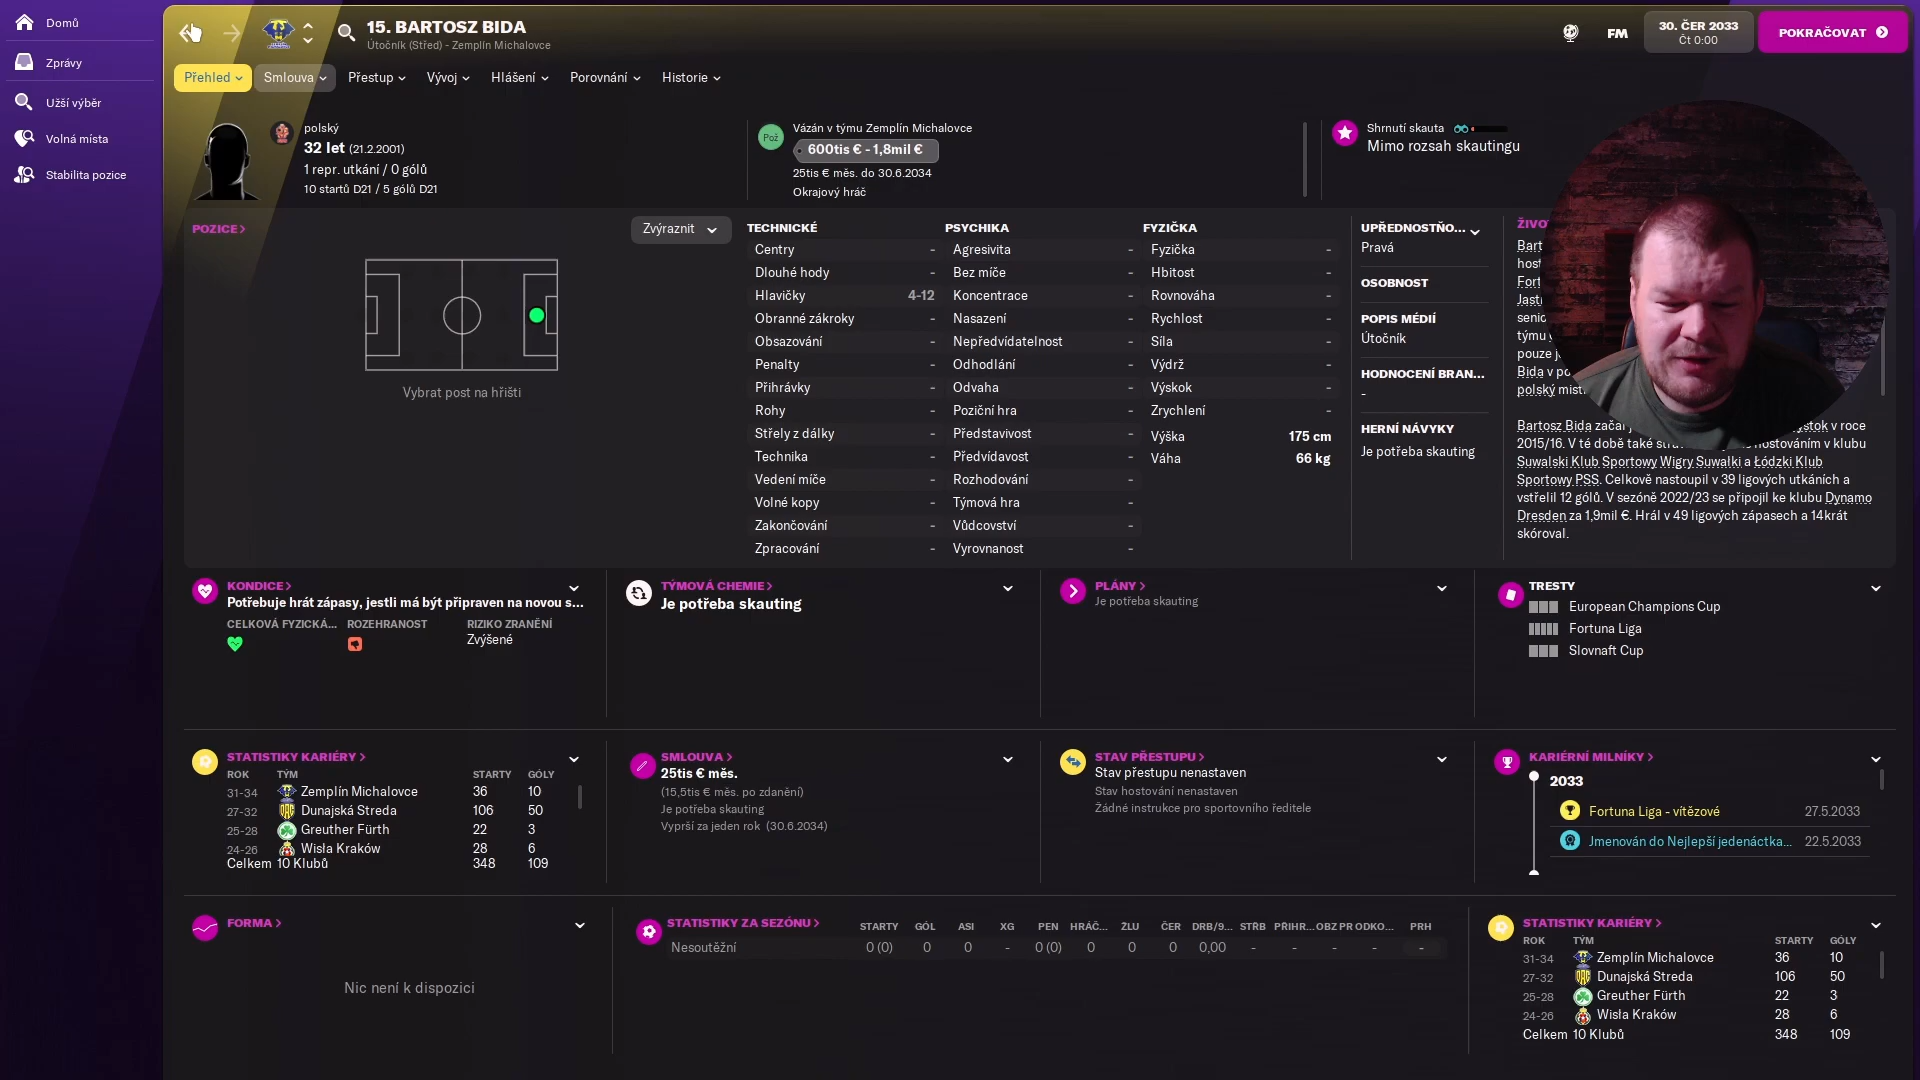 Domů
Zprávy
Užší výběr
Volná místa
Stabilita pozice
15. BARTOSZ BIDA
Útočník (Střed) - Zemplín Michalovce
FM
30. ČER 2033
Čt 0:00
POKRAČOVAT
Přehled
Smlouva
Přestup
Vývoj
Hlášení
Porovnání
Historie
polský
32 let (21.2.2001)
1 repr. utkání / 0 gólů
10 startů D21 / 5 gólů D21
Pož
Vázán v týmu Zemplín Michalovce
600tis € - 1,8mil €
25tis € měs. do 30.6.2034
Okrajový hráč
Shrnutí skauta
Mimo rozsah skautingu
POZICE
Zvýraznit
Vybrat post na hřišti
TECHNICKÉ
Centry -
Dlouhé hody -
Hlavičky 4-12
Obranné zákroky -
Obsazování -
Penalty -
Přihrávky -
Rohy -
Střely z dálky -
Technika -
Vedení míče -
Volné kopy -
Zakončování -
Zpracování -
PSYCHIKA
Agresivita -
Bez míče -
Koncentrace -
Nasazení -
Nepředvídatelnost -
Odhodlání -
Odvaha -
Poziční hra -
Představivost -
Předvídavost -
Rozhodování -
Týmová hra -
Vůdcovství -
Vyrovnanost -
FYZIČKA
Fyzička -
Hbitost -
Rovnováha -
Rychlost -
Síla -
Výdrž -
Výskok -
Zrychlení -
Výška 175 cm
Váha 66 kg
UPŘEDNOSTŇO...
Pravá
OSOBNOST
POPIS MÉDIÍ
Útočník
HODNOCENÍ BRAN...
-
HERNÍ NÁVYKY
Je potřeba skauting
pouze
Bida v
polský
Bartosz Bida začal v roce
2015/16. V té době také hostováním v klubu
Suwalski Klub Sportowy Wigry Suwalki a Łódzki Klub
Sportowy PSS. Celkově nastoupil v 39 ligových utkáních a
vstřelil 12 gólů. V sezóně 2022/23 se připojil ke klubu Dynamo
Dresden za 1,9mil €. Hrál v 49 ligových zápasech a 14krát
skóroval.
KONDICE
Potřebuje hrát zápasy, jestli má být připraven na novou s...
CELKOVÁ FYZICKÁ... ROZEHRANOST RIZIKO ZRANĚNÍ
Zvýšené
TÝMOVÁ CHEMIE
Je potřeba skauting
PLÁNY
Je potřeba skauting
TRESTY
European Champions Cup
Fortuna Liga
Slovnaft Cup
STATISTIKY KARIÉRY
ROK TÝM STARTY GÓLY
31-34 Zemplín Michalovce 36 10
27-32 Dunajská Streda 106 50
25-28 Greuther Fürth 22 3
24-26 Wisła Kraków 28 6
Celkem 10 Klubů 348 109
SMLOUVA
25tis € měs.
(15,5tis € měs. po zdanění)
Je potřeba skauting
Vyprší za jeden rok (30.6.2034)
STAV PŘESTUPU
Stav přestupu nenastaven
Stav hostování nenastaven
Žádné instrukce pro sportovního ředitele
KARIÉRNÍ MILNÍKY
2033
Fortuna Liga - vítězové 27.5.2033
Jmenován do Nejlepší jedenáctka... 22.5.2033
FORMA
Nic není k dispozici
STATISTIKY ZA SEZÓNU STARTY GÓL ASI XG PEN HRÁČ... ŽLU ČER DRB/9... STŘB PŘIHR... OBZ PR ODKO... PRH
Nesoutěžní 0 (0) 0 0 - 0 (0) 0 0 0 0,00 - - - - -
STATISTIKY KARIÉRY
ROK TÝM STARTY GÓLY
31-34 Zemplín Michalovce 36 10
27-32 Dunajská Streda 106 50
25-28 Greuther Fürth 22 3
24-26 Wisła Kraków 28 6
Celkem 10 Klubů 348 109